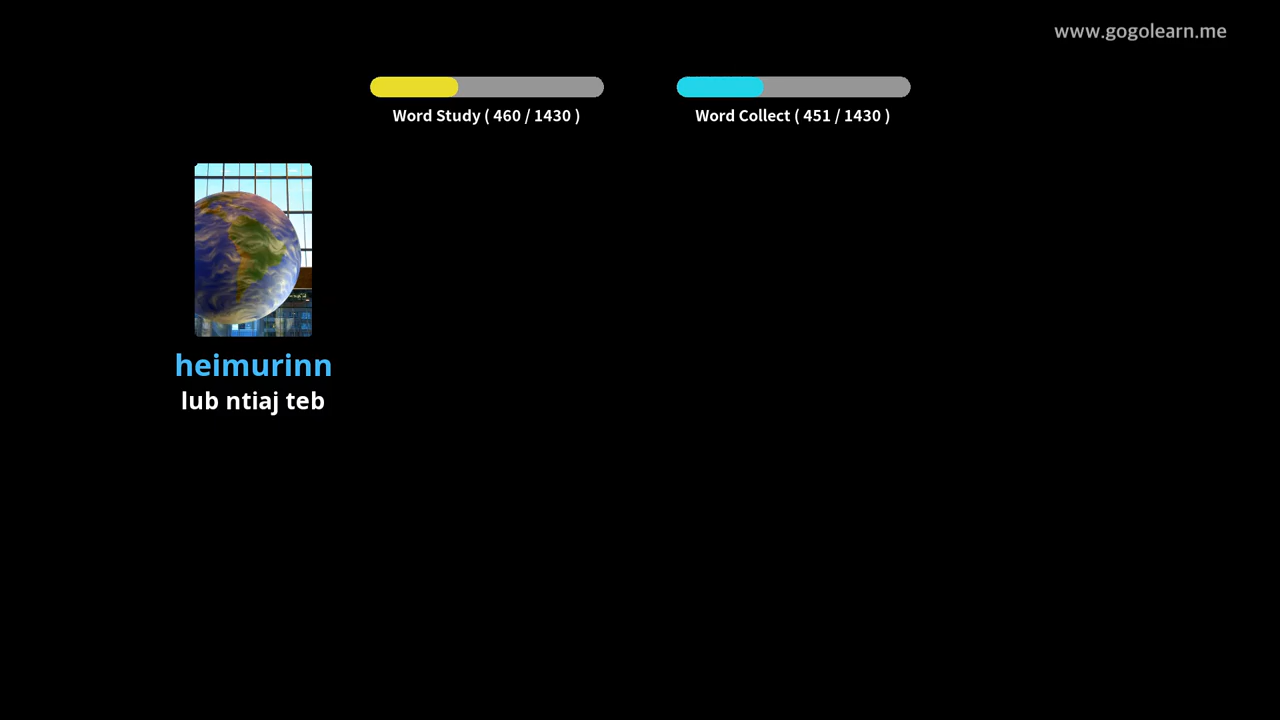 www.gogolearn.me
Word Study ( 460 / 1430 )
Word Collect ( 451 / 1430 )
heimurinn
lub ntiaj teb